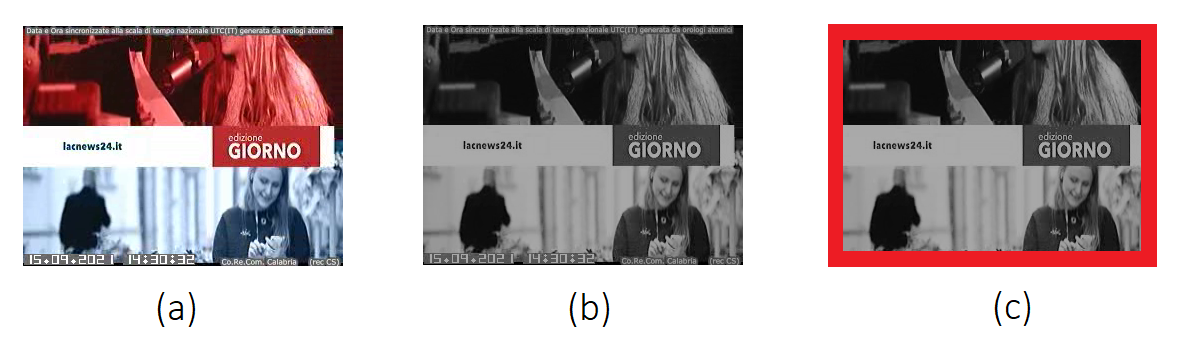 Data e Ora sincronizzate alla scala di tempo nazionale UTC(IT) generata da orologi atomici
lacnews24.it
edizione
GIORNO
15.09.2021 14:30:32
Co.Re.Com. Calabria
(rec CS)
(a)
Data e Ora sincronizzate alla scala di tempo nazionale UTC(IT) generata da orologi atomici
lacnews24.it
edizione
GIORNO
15.09.2021 14:30:32
Co.Re.Com. Calabria
(rec CS)
(b)
lacnews24.it
edizione
GIORNO
(c)